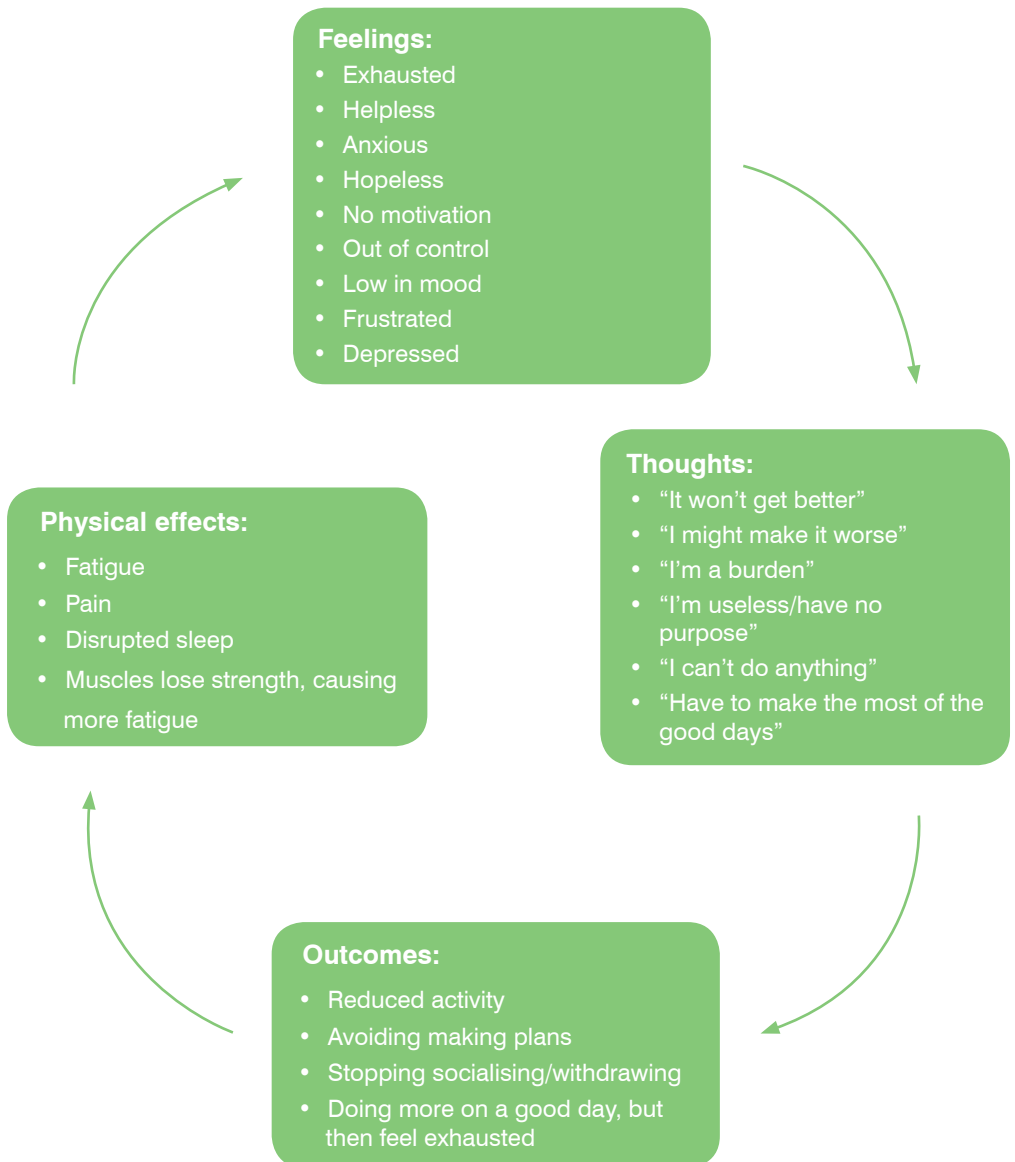 Feelings:
• Exhausted
• Helpless
• Anxious
• Hopeless
• No motivation
• Out of control
• Low in mood
• Frustrated
• Depressed
Thoughts:
• “It won’t get better”
• “I might make it worse”
• “I’m a burden”
• “I’m useless/have no
purpose”
• “I can’t do anything”
• “Have to make the most of the
good days”
Outcomes:
• Reduced activity
• Avoiding making plans
• Stopping socialising/withdrawing
• Doing more on a good day, but
then feel exhausted
Physical effects:
• Fatigue
• Pain
• Disrupted sleep
• Muscles lose strength, causing
more fatigue